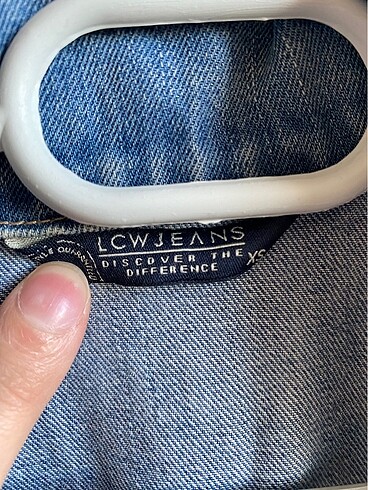 LCWJEANS
DISCOVER THE
DIFFERENCE
XS